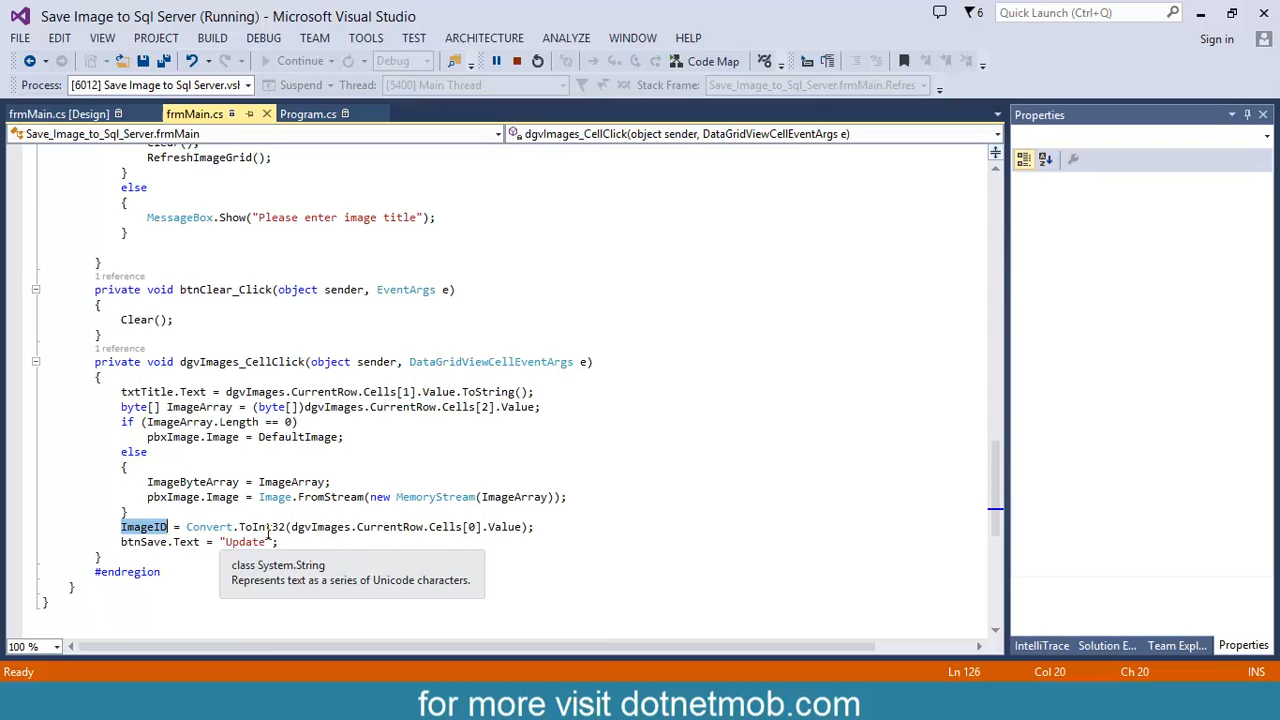 Save Image to Sql Server (Running) - Microsoft Visual Studio
6
Quick Launch (Ctrl+Q)
FILE EDIT VIEW PROJECT BUILD DEBUG TEAM TOOLS TEST ARCHITECTURE ANALYZE WINDOW HELP
Sign in
Continue Debug Code Map
Process: [6012] Save Image to Sql Server.vsl Suspend Thread: [5400] Main Thread Stack Frame: Save_Image_to_Sql_Server.frmMain.Refres
frmMain.cs [Design] frmMain.cs Program.cs
Properties
Save_Image_to_Sql_Server.frmMain
dgvImages_CellClick(object sender, DataGridViewCellEventArgs e)
Clear();
RefreshImageGrid();
}
else
{
MessageBox.Show("Please enter image title");
}
}
1 reference
private void btnClear_Click(object sender, EventArgs e)
{
Clear();
}
1 reference
private void dgvImages_CellClick(object sender, DataGridViewCellEventArgs e)
{
txtTitle.Text = dgvImages.CurrentRow.Cells[1].Value.ToString();
byte[] ImageArray = (byte[])dgvImages.CurrentRow.Cells[2].Value;
if (ImageArray.Length == 0)
pbxImage.Image = DefaultImage;
else
{
ImageByteArray = ImageArray;
pbxImage.Image = Image.FromStream(new MemoryStream(ImageArray));
}
ImageID = Convert.ToInt32(dgvImages.CurrentRow.Cells[0].Value);
btnSave.Text = "Update";
}
class System.String
Represents text as a series of Unicode characters.
#endregion
}
}
100 %
IntelliTrace Solution E... Team Expl... Properties
Ready
Ln 126 Col 20 Ch 20 INS
for more visit dotnetmob.com